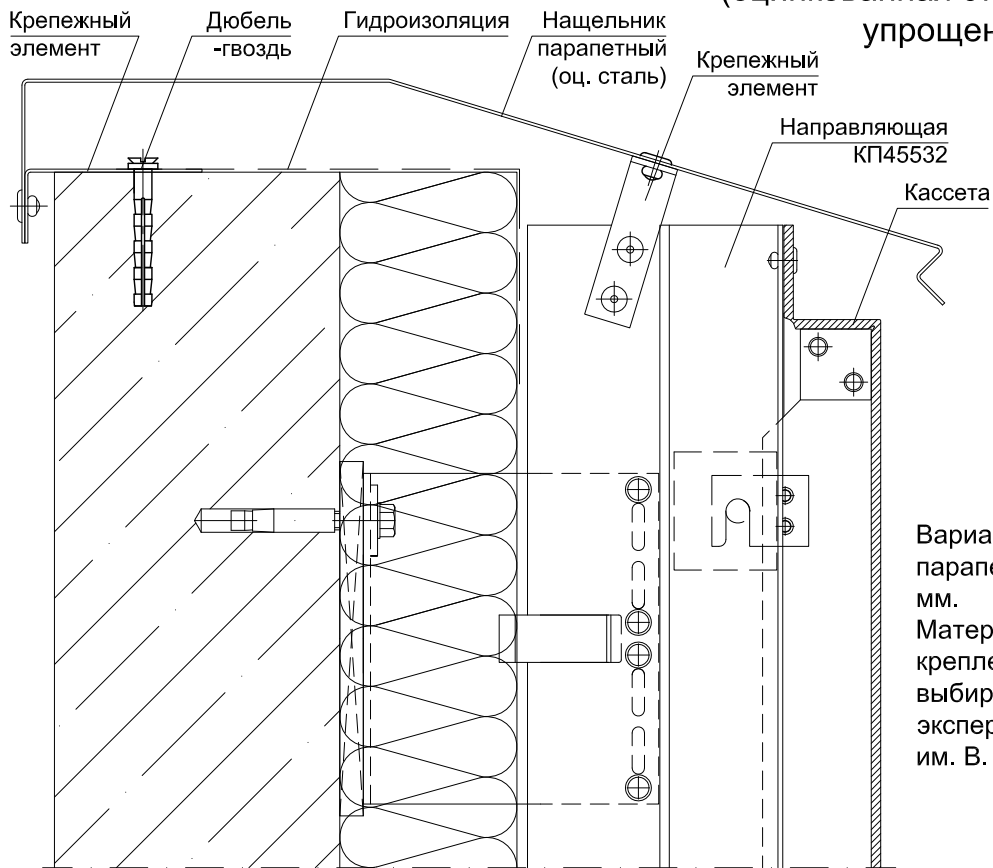 Крепежный
элемент
Дюбель
-гвоздь
Гидроизоляция
Нащельник
парапетный
(оц. сталь)
упрощен
Крепежный
элемент
Направляющая
КП45532
Кассета
Вариа
парапе
мм.
Матер
крепле
выбир
экспер
им. В.